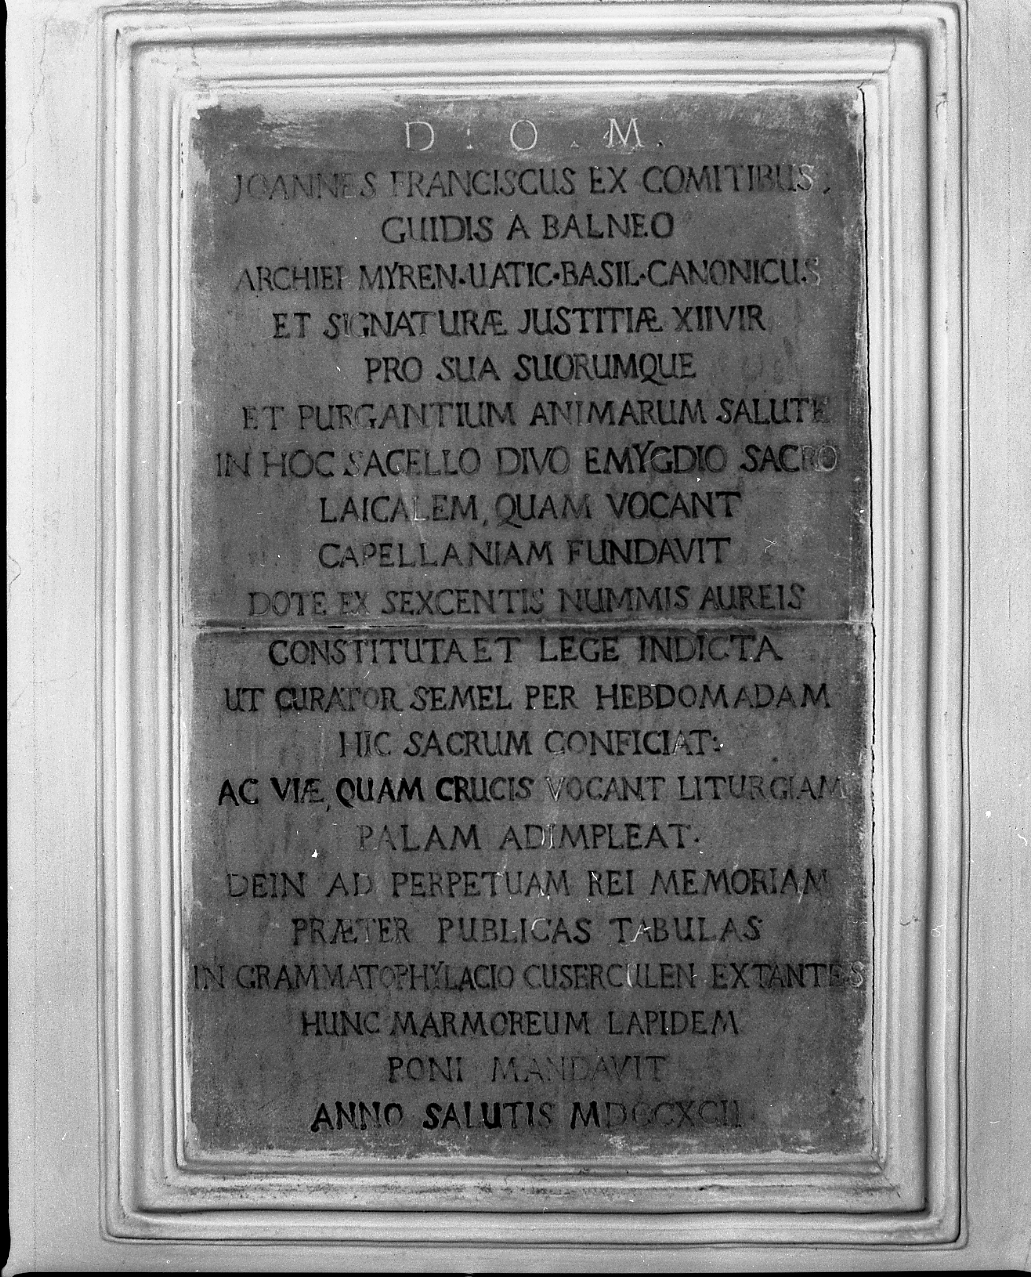 D . O . M .
JOANNES FRANCISCUS EX COMITIBUS.
GUIDIS A BALNEO
ARCHIEI MYREN·UATIC·BASIL·CANONICUS
ET SIGNATURÆ JUSTITIÆ XIIVIR
PRO SUA SUORUMQUE
ET PURGANTIUM ANIMARUM SALUTE
IN HOC SACELLO DIVO EMYGDIO SACRO
LAICALEM, QUAM VOCANT
CAPELLANIAM FUNDAVIT
DOTE EX SEXCENTIS NUMMIS AUREIS
CONSTITUTA ET LEGE INDICTA
UT CURATOR SEMEL PER HEBDOMADAM
HIC SACRUM CONFICIAT:
AC VIÆ, QUAM CRUCIS VOCANT LITURGIAM
PALAM ADIMPLEAT.
DEIN AD PERPETUAM REI MEMORIAM
PRÆTER PUBLICAS TABULAS
IN GRAMMATOPHYLACIO CUSERCULEN EXTANTES
HUNC MARMOREUM LAPIDEM
PONI MANDAVIT
ANNO SALUTIS MDCCXCII